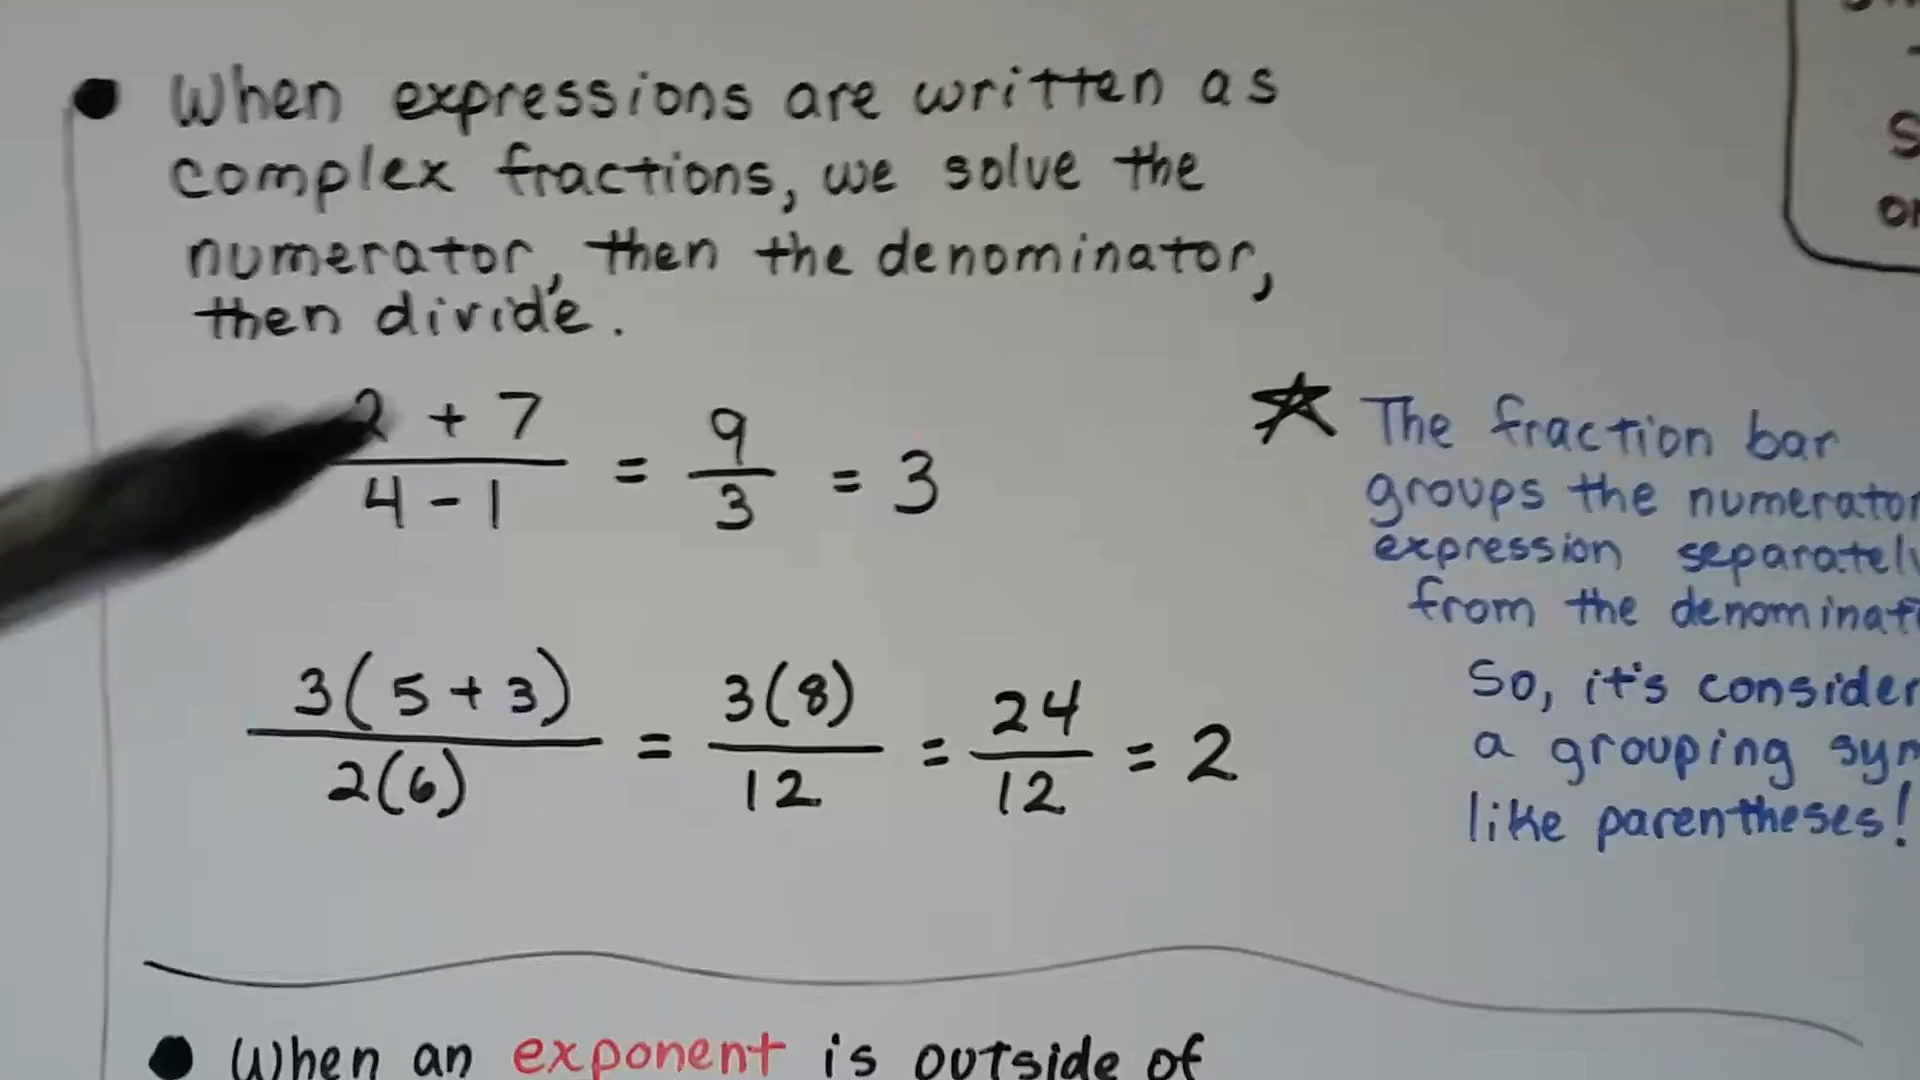 When expressions are written as
complex fractions, we solve the
numerator, then the denominator,
then divide.
2 + 7 / 4 - 1 = 9 / 3 = 3
3(5 + 3) / 2(6) = 3(8) / 12 = 24 / 12 = 2
☆ The fraction bar
groups the numerator
expression
from the
So, it's
a grouping
like parentheses!
When an exponent is outside of